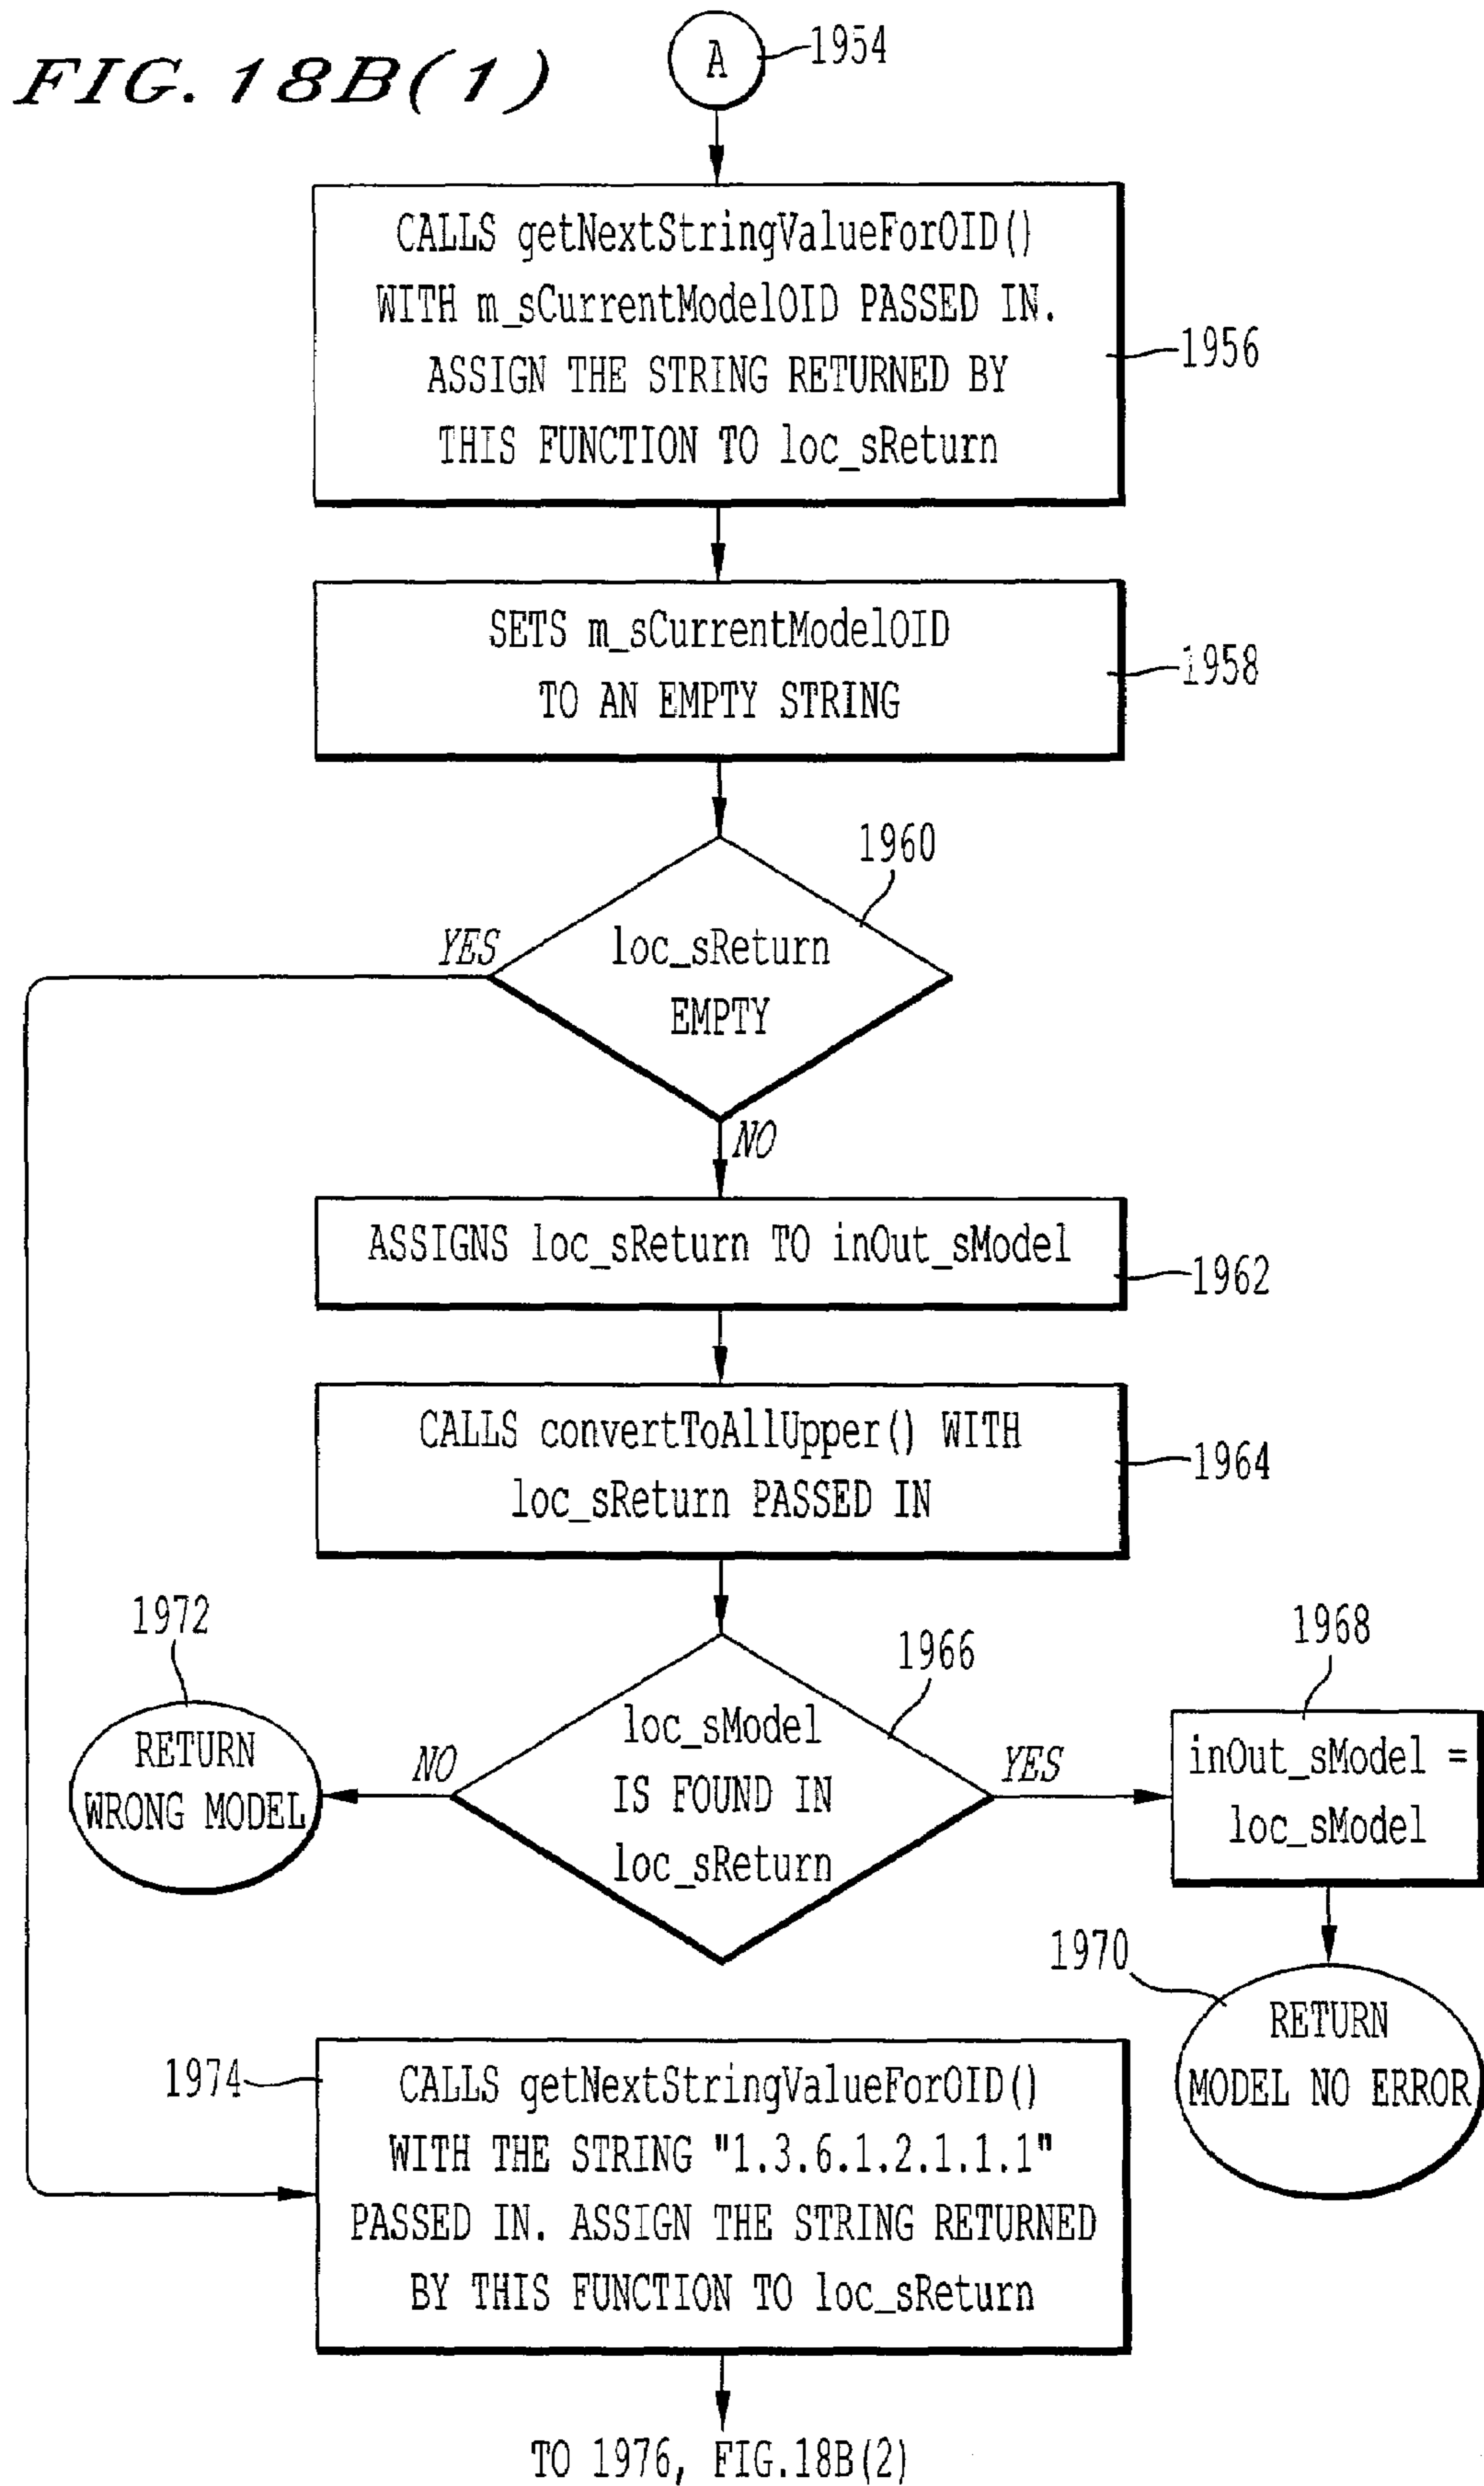 FIG. 18B(1)
A
1954
CALLS getNextStringValueForOID()
WITH m_sCurrentModelOID PASSED IN.
ASSIGN THE STRING RETURNED BY
THIS FUNCTION TO loc_sReturn
1956
SETS m_sCurrentModelOID
TO AN EMPTY STRING
1958
1960
YES
loc_sReturn
EMPTY
NO
ASSIGNS loc_sReturn TO inOut_sModel
1962
CALLS convertToAllUpper() WITH
loc_sReturn PASSED IN
1964
1972
1966
1968
RETURN
WRONG MODEL
NO
loc_sModel
IS FOUND IN
loc_sReturn
YES
inOut_sModel =
loc_sModel
1970
RETURN
MODEL NO ERROR
1974
CALLS getNextStringValueForOID()
WITH THE STRING "1.3.6.1.2.1.1.1"
PASSED IN. ASSIGN THE STRING RETURNED
BY THIS FUNCTION TO loc_sReturn
TO 1976, FIG.18B(2)